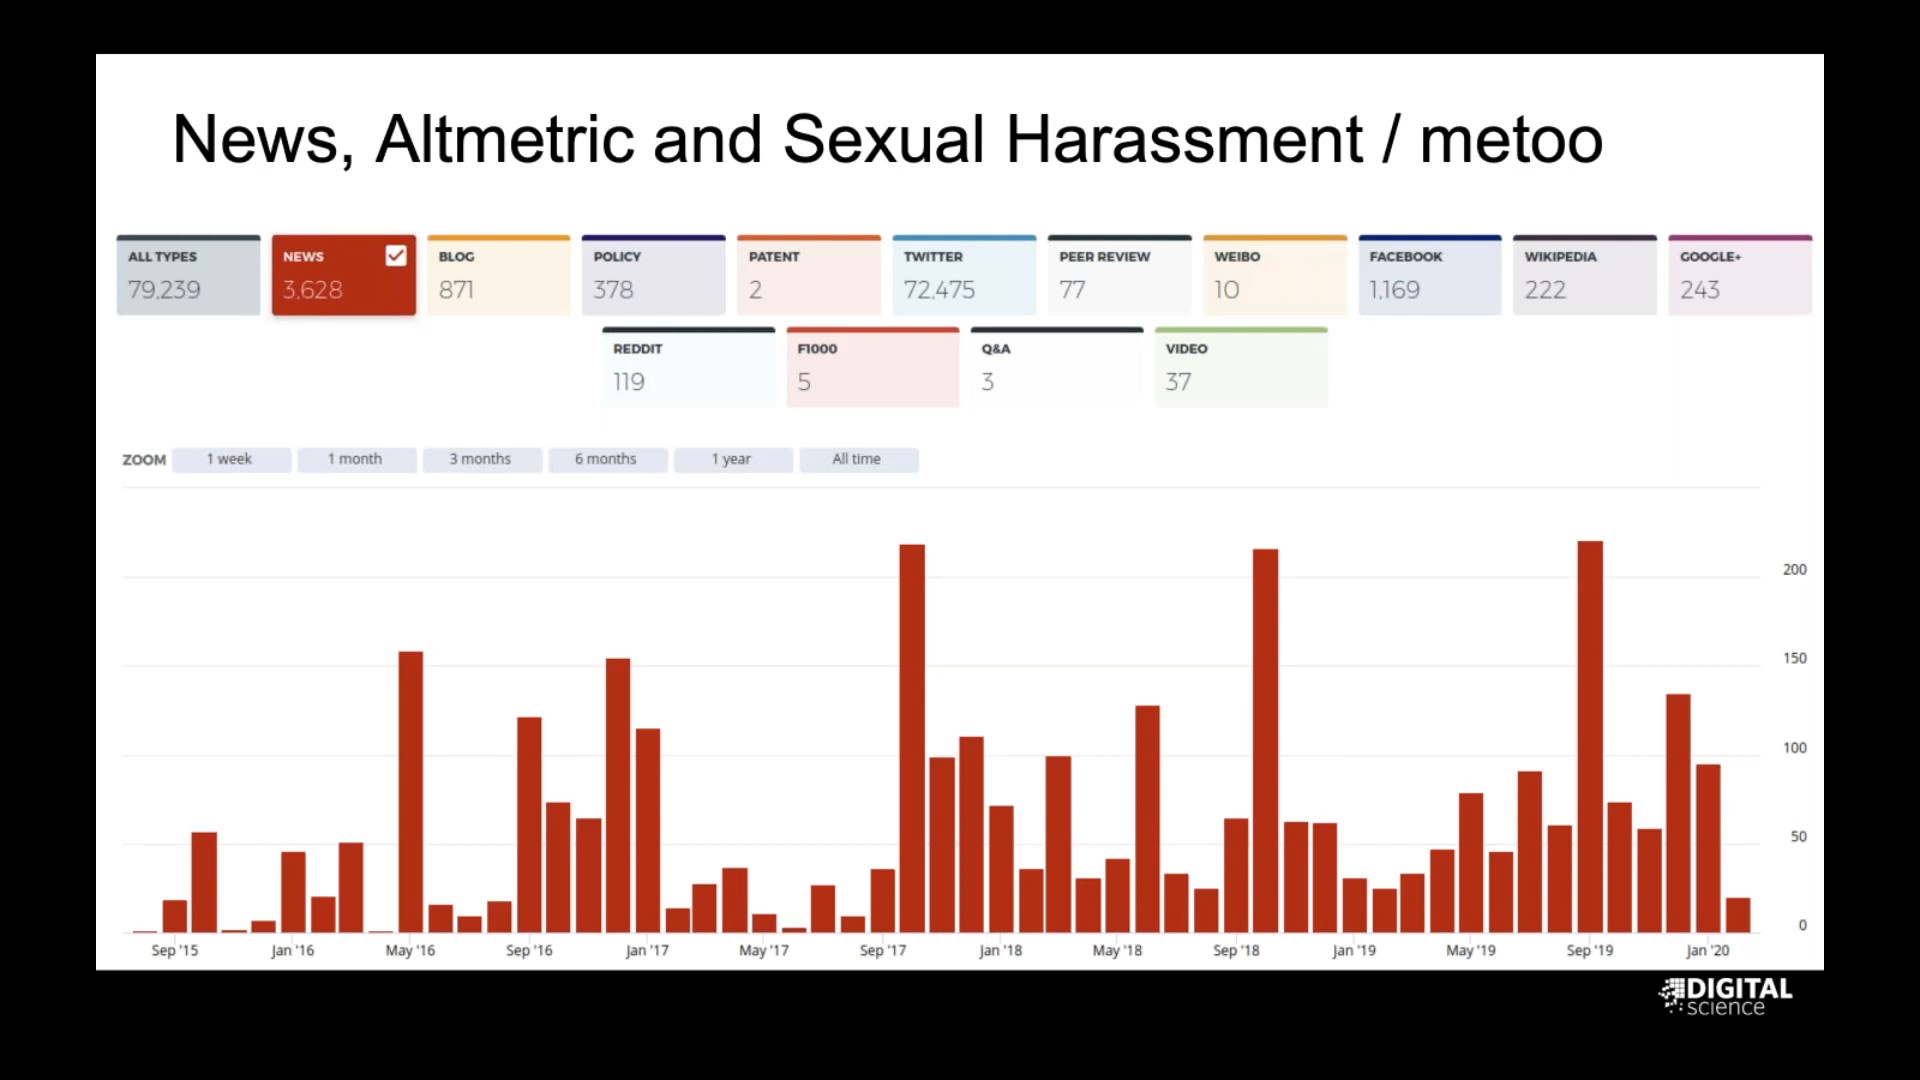 News, Altmetric and Sexual Harassment / metoo
ALL TYPES NEWS BLOG POLICY PATENT TWITTER PEER REVIEW WEIBO FACEBOOK WIKIPEDIA GOOGLE+
79,239 3,628 871 378 2 72,475 77 10 1,169 222 243
REDDIT F1000 Q&A VIDEO
119 5 3 37
ZOOM 1 week 1 month 3 months 6 months 1 year All time
200
150
100
50
0
Sep '15 Jan '16 May '16 Sep '16 Jan '17 May '17 Sep '17 Jan '18 May '18 Sep '18 Jan '19 May '19 Sep '19 Jan '20
DIGITAL
science